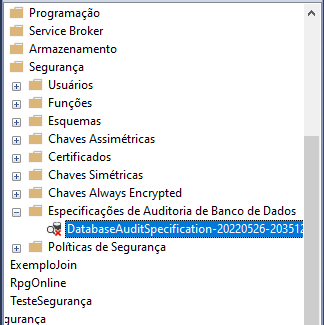 Programação
Service Broker
Armazenamento
Segurança
Usuários
Funções
Esquemas
Chaves Assimétricas
Certificados
Chaves Simétricas
Chaves Always Encrypted
Especificações de Auditoria de Banco de Dados
DatabaseAuditSpecification-20220526-203512
Políticas de Segurança
ExemploJoin
RpgOnline
TesteSegurança
gurança